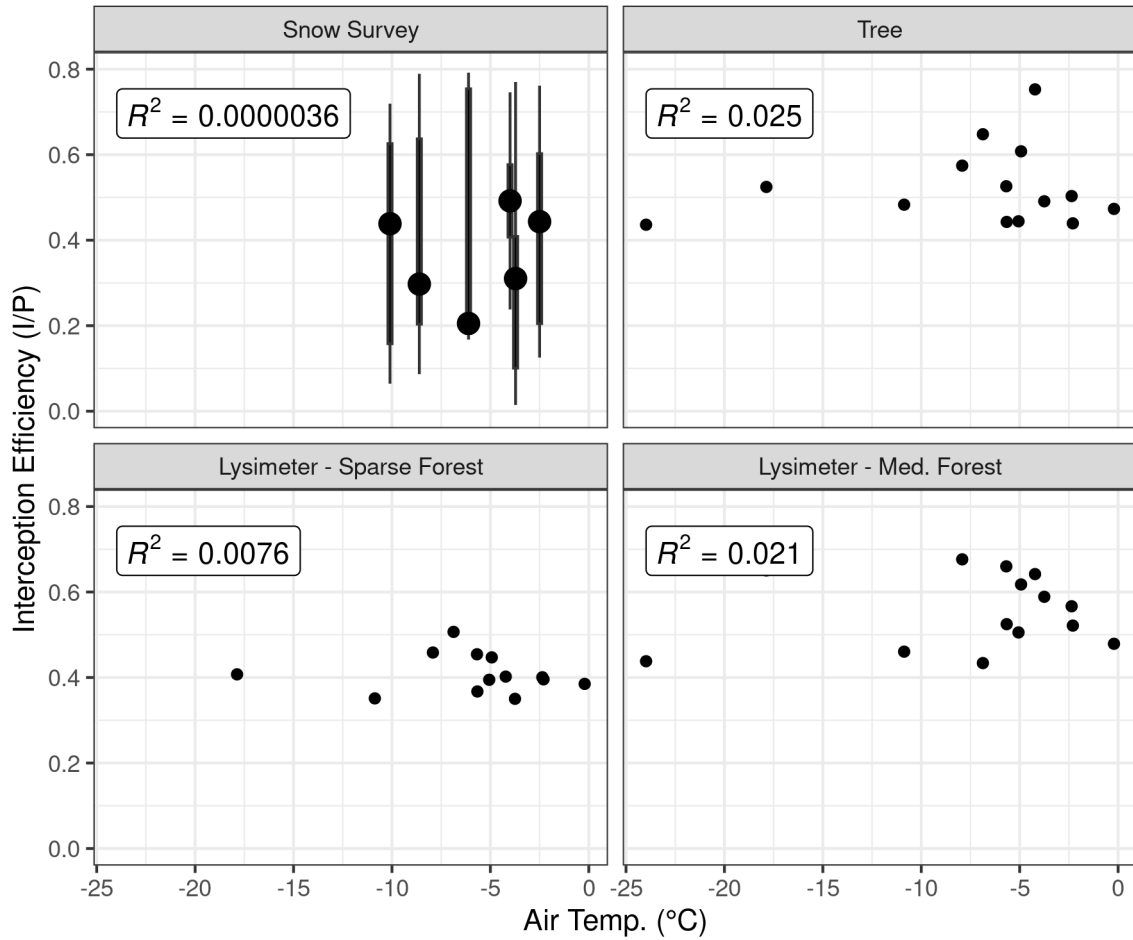 Snow Survey
Tree
R² = 0.0000036
R² = 0.025
0.8
0.6
0.4
0.2
0.0
Lysimeter - Sparse Forest
Lysimeter - Med. Forest
R² = 0.0076
R² = 0.021
0.8
0.6
0.4
0.2
0.0
-25 -20 -15 -10 -5 0 -25 -20 -15 -10 -5 0
Air Temp. (°C)
Interception Efficiency (I/P)